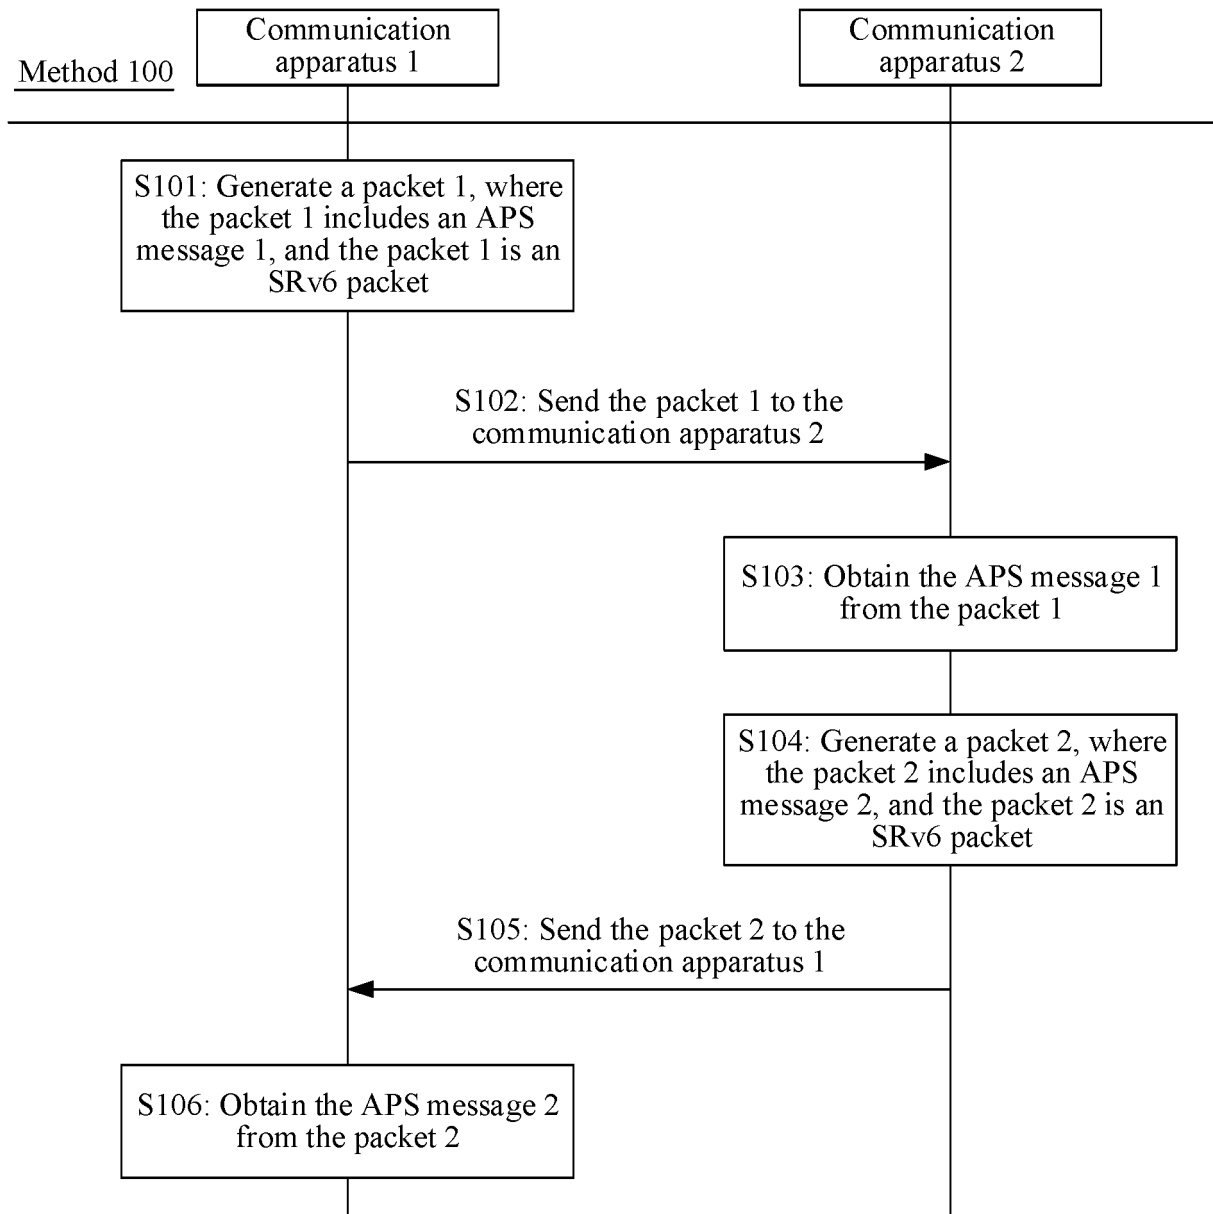 Communication
apparatus 1
Communication
apparatus 2
Method 100
S101: Generate a packet 1, where
the packet 1 includes an APS
message 1, and the packet 1 is an
SRv6 packet
S102: Send the packet 1 to the
communication apparatus 2
S103: Obtain the APS message 1
from the packet 1
S104: Generate a packet 2, where
the packet 2 includes an APS
message 2, and the packet 2 is an
SRv6 packet
S105: Send the packet 2 to the
communication apparatus 1
S106: Obtain the APS message 2
from the packet 2